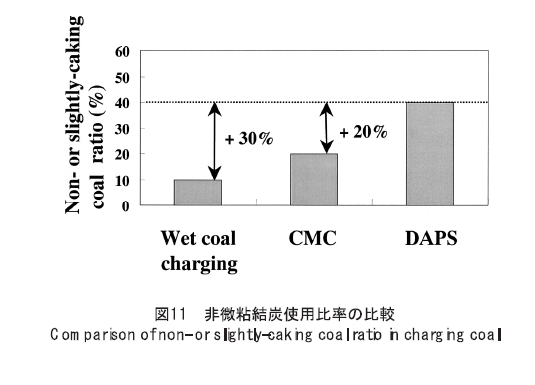 Non- or slightly-caking
coal ratio (%)
60
50
40
30
20
10
0
+ 30%
+ 20%
Wet coal
charging
CMC
DAPS
図11 非微粘結炭使用比率の比較
Comparison of non-or slightly-caking coal ratio in charging coal